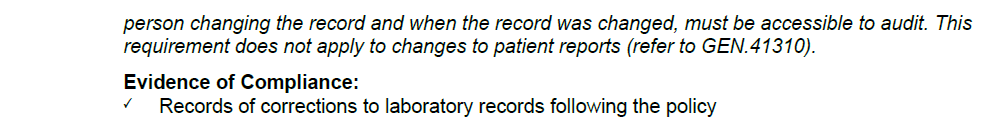 person changing the record and when the record was changed, must be accessible to audit. This
requirement does not apply to changes to patient reports (refer to GEN.41310).
Evidence of Compliance:
✓ Records of corrections to laboratory records following the policy